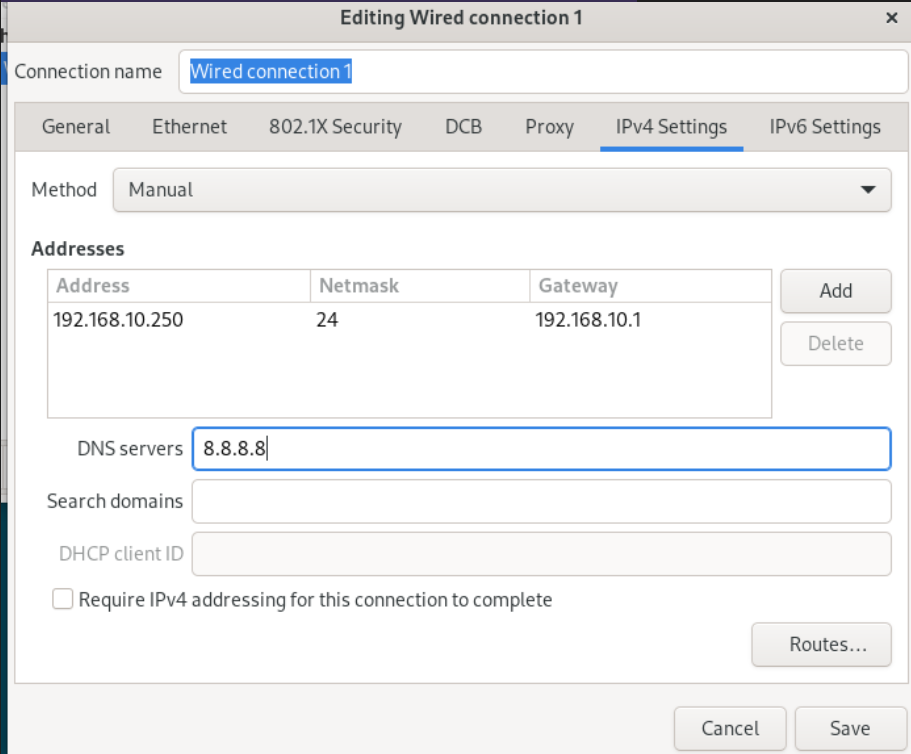 Editing Wired connection 1 ×
Connection name Wired connection 1
General Ethernet 802.1X Security DCB Proxy IPv4 Settings IPv6 Settings
Method Manual
Addresses
Address Netmask Gateway
Add
192.168.10.250 24 192.168.10.1
Delete
DNS servers 8.8.8.8
Search domains
DHCP client ID
Require IPv4 addressing for this connection to complete
Routes…
Cancel Save